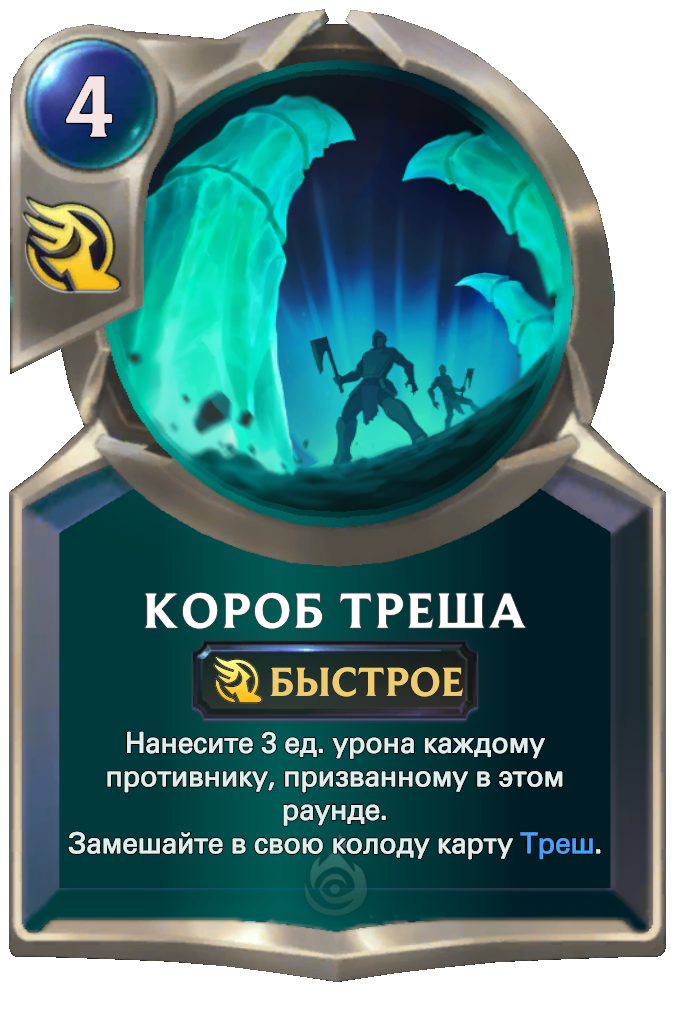 4
КОРОБ ТРЕША
БЫСТРОЕ
Нанесите 3 ед. урона каждому
противнику, призванному в этом
раунде.
Замешайте в свою колоду карту Треш.